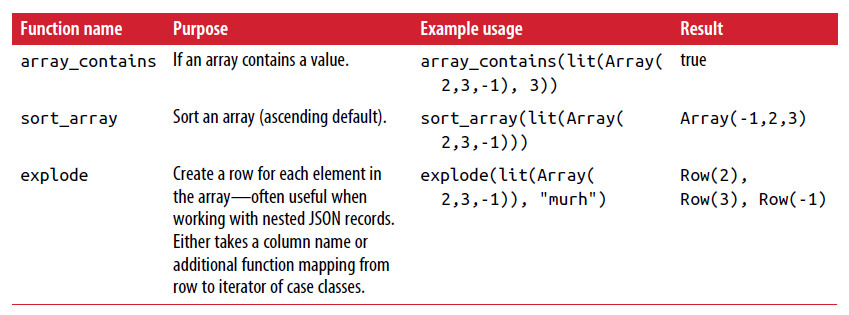 Function name Purpose Example usage Result
array_contains If an array contains a value. array_contains(lit(Array( true
2,3,-1), 3))
sort_array Sort an array (ascending default). sort_array(lit(Array( Array(-1,2,3)
2,3,-1)))
explode Create a row for each element in explode(lit(Array( Row(2),
the array—often useful when 2,3,-1)), "murh") Row(3), Row(-1)
working with nested JSON records.
Either takes a column name or
additional function mapping from
row to iterator of case classes.